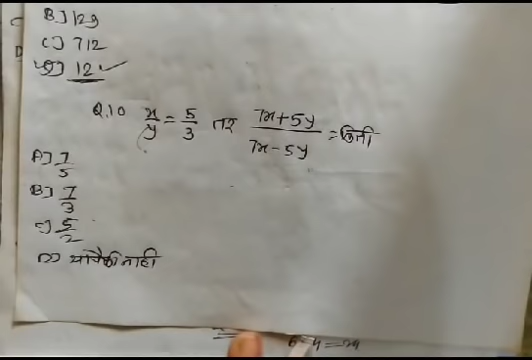 B] 129
C] 712
D] 12 ✓
Q.10 x/y = 5/3 तर 7x+5y/7x-5y = किती
A] 7/5
B] 7/3
C] 5/2
D] यापैकी नाही